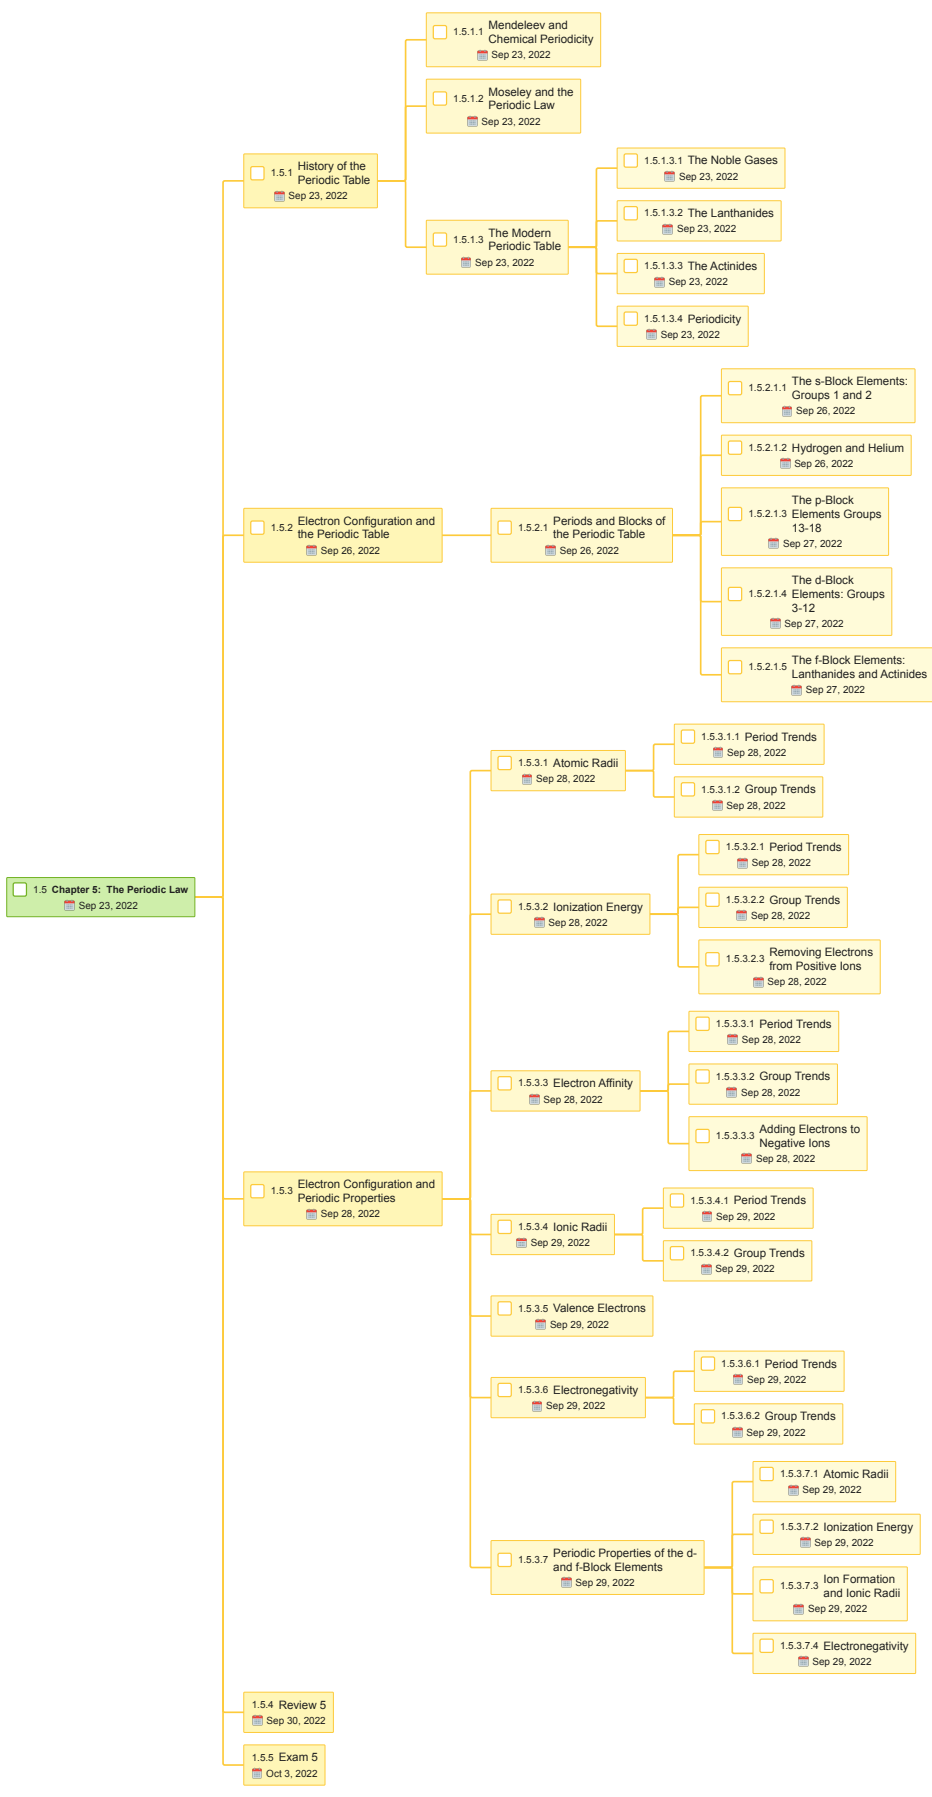 1.5.1.1 Mendeleev and
Chemical Periodicity
Sep 23, 2022
1.5.1.2 Moseley and the
Periodic Law
Sep 23, 2022
1.5.1 History of the
Periodic Table
Sep 23, 2022
1.5.1.3.1 The Noble Gases
Sep 23, 2022
1.5.1.3.2 The Lanthanides
Sep 23, 2022
1.5.1.3 The Modern
Periodic Table
Sep 23, 2022
1.5.1.3.3 The Actinides
Sep 23, 2022
1.5.1.3.4 Periodicity
Sep 23, 2022
1.5.2.1.1 The s-Block Elements:
Groups 1 and 2
Sep 26, 2022
1.5.2.1.2 Hydrogen and Helium
Sep 26, 2022
1.5.2.1.3 The p-Block
Elements Groups
13-18
Sep 27, 2022
1.5.2 Electron Configuration and
the Periodic Table
Sep 26, 2022
1.5.2.1 Periods and Blocks of
the Periodic Table
Sep 26, 2022
1.5.2.1.4 The d-Block
Elements: Groups
3-12
Sep 27, 2022
1.5.2.1.5 The f-Block Elements:
Lanthanides and Actinides
Sep 27, 2022
1.5.3.1.1 Period Trends
Sep 28, 2022
1.5.3.1 Atomic Radii
Sep 28, 2022
1.5.3.1.2 Group Trends
Sep 28, 2022
1.5.3.2.1 Period Trends
Sep 28, 2022
1.5 Chapter 5: The Periodic Law
Sep 23, 2022
1.5.3.2 Ionization Energy
Sep 28, 2022
1.5.3.2.2 Group Trends
Sep 28, 2022
1.5.3.2.3 Removing Electrons
from Positive Ions
Sep 28, 2022
1.5.3.3.1 Period Trends
Sep 28, 2022
1.5.3.3 Electron Affinity
Sep 28, 2022
1.5.3.3.2 Group Trends
Sep 28, 2022
1.5.3.3.3 Adding Electrons to
Negative Ions
Sep 28, 2022
1.5.3 Electron Configuration and
Periodic Properties
Sep 28, 2022
1.5.3.4.1 Period Trends
Sep 29, 2022
1.5.3.4 Ionic Radii
Sep 29, 2022
1.5.3.4.2 Group Trends
Sep 29, 2022
1.5.3.5 Valence Electrons
Sep 29, 2022
1.5.3.6.1 Period Trends
Sep 29, 2022
1.5.3.6 Electronegativity
Sep 29, 2022
1.5.3.6.2 Group Trends
Sep 29, 2022
1.5.3.7.1 Atomic Radii
Sep 29, 2022
1.5.3.7.2 Ionization Energy
Sep 29, 2022
1.5.3.7 Periodic Properties of the d-
and f-Block Elements
Sep 29, 2022
1.5.3.7.3 Ion Formation
and Ionic Radii
Sep 29, 2022
1.5.3.7.4 Electronegativity
Sep 29, 2022
1.5.4 Review 5
Sep 30, 2022
1.5.5 Exam 5
Oct 3, 2022